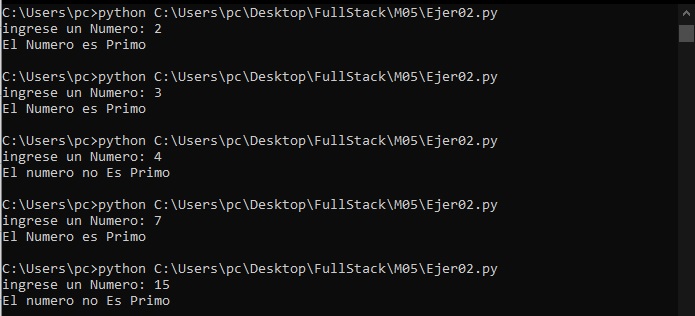 C:\Users\pc>python C:\Users\pc\Desktop\FullStack\M05\Ejer02.py
ingrese un Numero: 2
El Numero es Primo
C:\Users\pc>python C:\Users\pc\Desktop\FullStack\M05\Ejer02.py
ingrese un Numero: 3
El Numero es Primo
C:\Users\pc>python C:\Users\pc\Desktop\FullStack\M05\Ejer02.py
ingrese un Numero: 4
El numero no Es Primo
C:\Users\pc>python C:\Users\pc\Desktop\FullStack\M05\Ejer02.py
ingrese un Numero: 7
El Numero es Primo
C:\Users\pc>python C:\Users\pc\Desktop\FullStack\M05\Ejer02.py
ingrese un Numero: 15
El numero no Es Primo